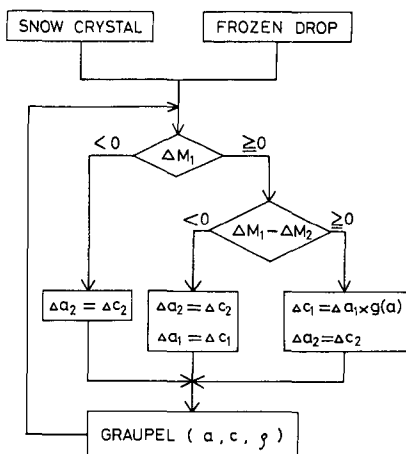 SNOW CRYSTAL
FROZEN DROP
<0
≧0
ΔM₁
<0
≧0
ΔM₁-ΔM₂
Δa₂ = Δc₂
Δa₂ = Δc₂
Δa₁ = Δc₁
Δc₁=Δa₁×g(a)
Δa₂=Δc₂
GRAUPEL ( a , c , ρ )